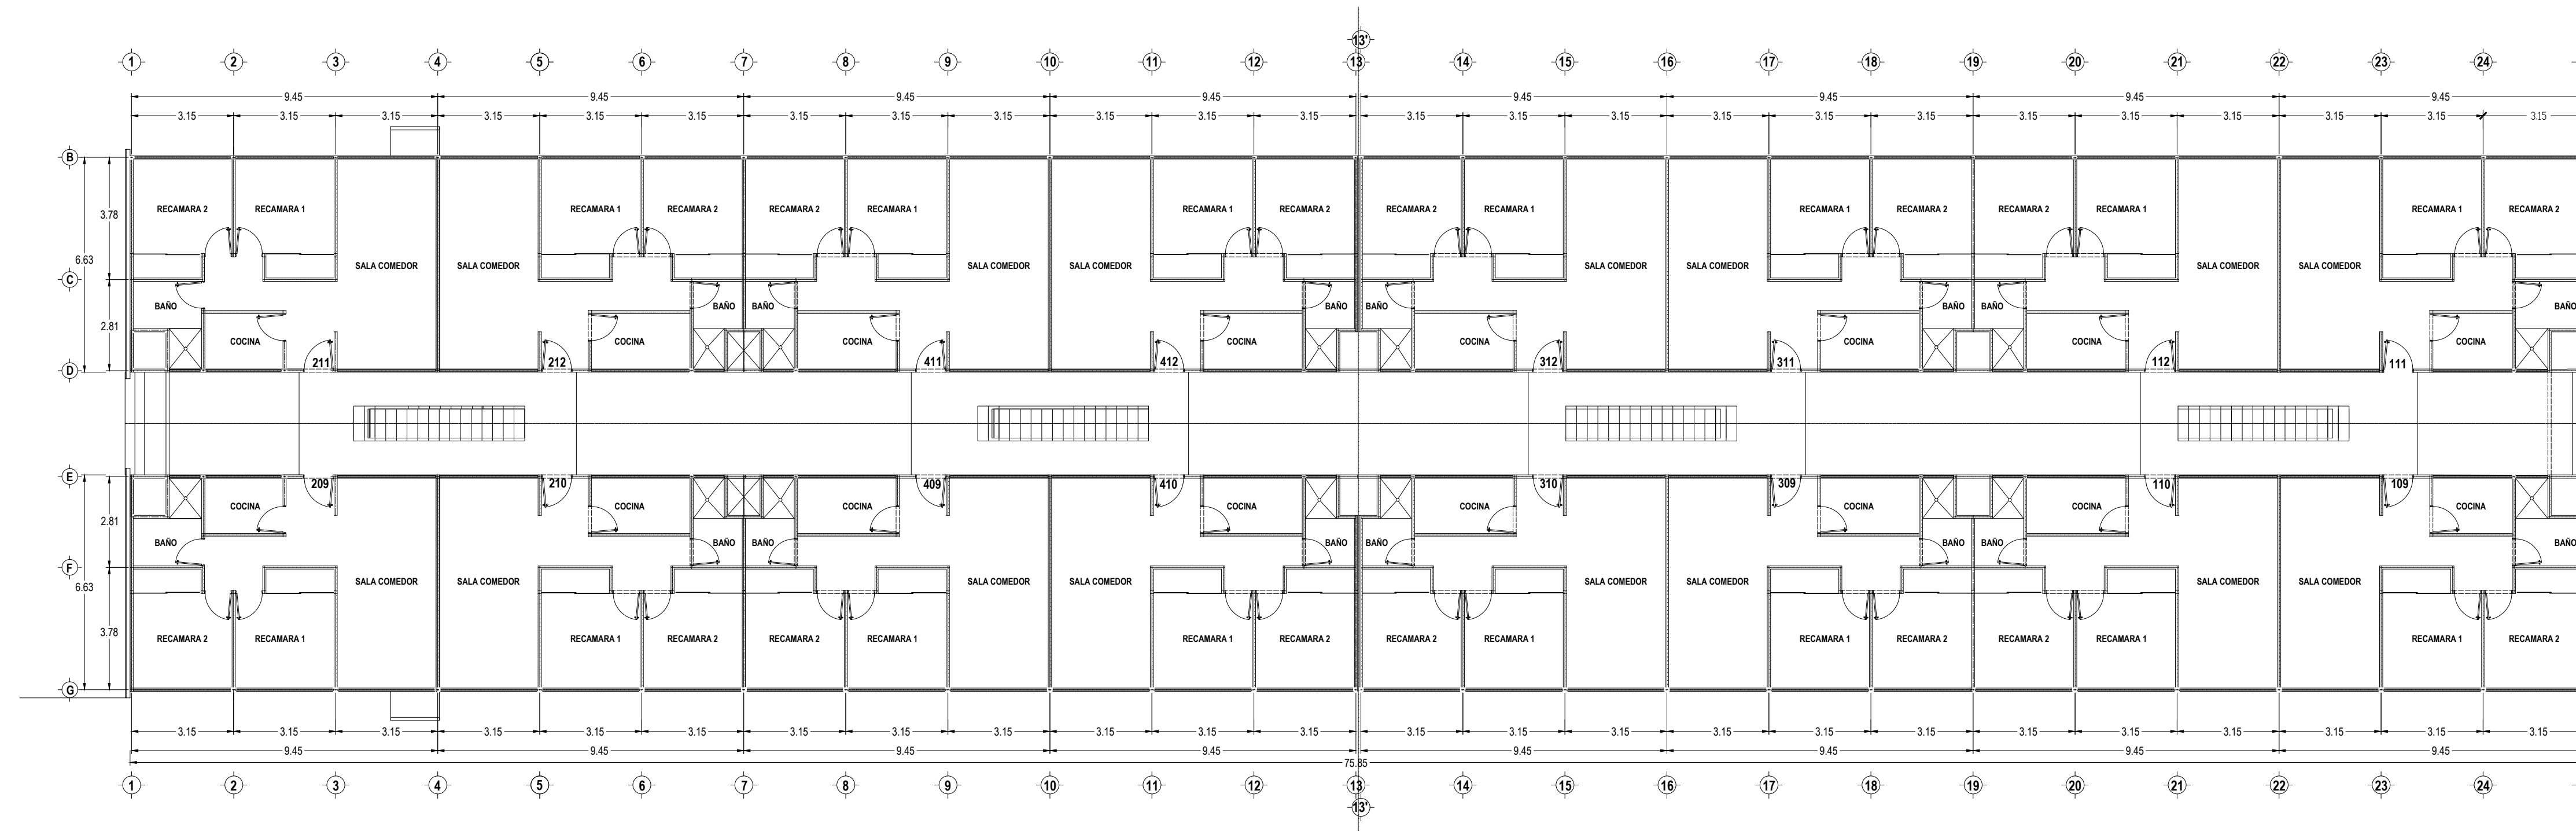 13'
1 2 3 4 5 6 7 8 9 10 11 12 13 14 15 16 17 18 19 20 21 22 23 24
9.45 9.45 9.45 9.45 9.45 9.45 9.45 9.45
3.15 3.15 3.15 3.15 3.15 3.15 3.15 3.15 3.15 3.15 3.15 3.15 3.15 3.15 3.15 3.15 3.15 3.15 3.15 3.15 3.15 3.15 3.15 3.15
B
3.78 RECAMARA 2 RECAMARA 1 RECAMARA 1 RECAMARA 2 RECAMARA 2 RECAMARA 1 RECAMARA 1 RECAMARA 2 RECAMARA 2 RECAMARA 1 RECAMARA 1 RECAMARA 2 RECAMARA 2 RECAMARA 1 RECAMARA 1 RECAMARA 2
6.63 SALA COMEDOR SALA COMEDOR SALA COMEDOR SALA COMEDOR SALA COMEDOR SALA COMEDOR SALA COMEDOR SALA COMEDOR
C
BAÑO BAÑO BAÑO BAÑO BAÑO BAÑO BAÑO BAÑO
2.81
COCINA COCINA COCINA COCINA COCINA COCINA COCINA COCINA
211 212 411 412 312 311 112 111
D
E
209 210 409 410 310 309 110 109
COCINA COCINA COCINA COCINA COCINA COCINA COCINA COCINA
2.81
BAÑO BAÑO BAÑO BAÑO BAÑO BAÑO BAÑO BAÑO
F
6.63 SALA COMEDOR SALA COMEDOR SALA COMEDOR SALA COMEDOR SALA COMEDOR SALA COMEDOR SALA COMEDOR SALA COMEDOR
3.78 RECAMARA 2 RECAMARA 1 RECAMARA 1 RECAMARA 2 RECAMARA 2 RECAMARA 1 RECAMARA 1 RECAMARA 2 RECAMARA 2 RECAMARA 1 RECAMARA 1 RECAMARA 2 RECAMARA 2 RECAMARA 1 RECAMARA 1 RECAMARA 2
G
3.15 3.15 3.15 3.15 3.15 3.15 3.15 3.15 3.15 3.15 3.15 3.15 3.15 3.15 3.15 3.15 3.15 3.15 3.15 3.15 3.15 3.15 3.15 3.15
9.45 9.45 9.45 9.45 9.45 9.45 9.45 9.45
75.85
1 2 3 4 5 6 7 8 9 10 11 12 13 14 15 16 17 18 19 20 21 22 23 24
13'